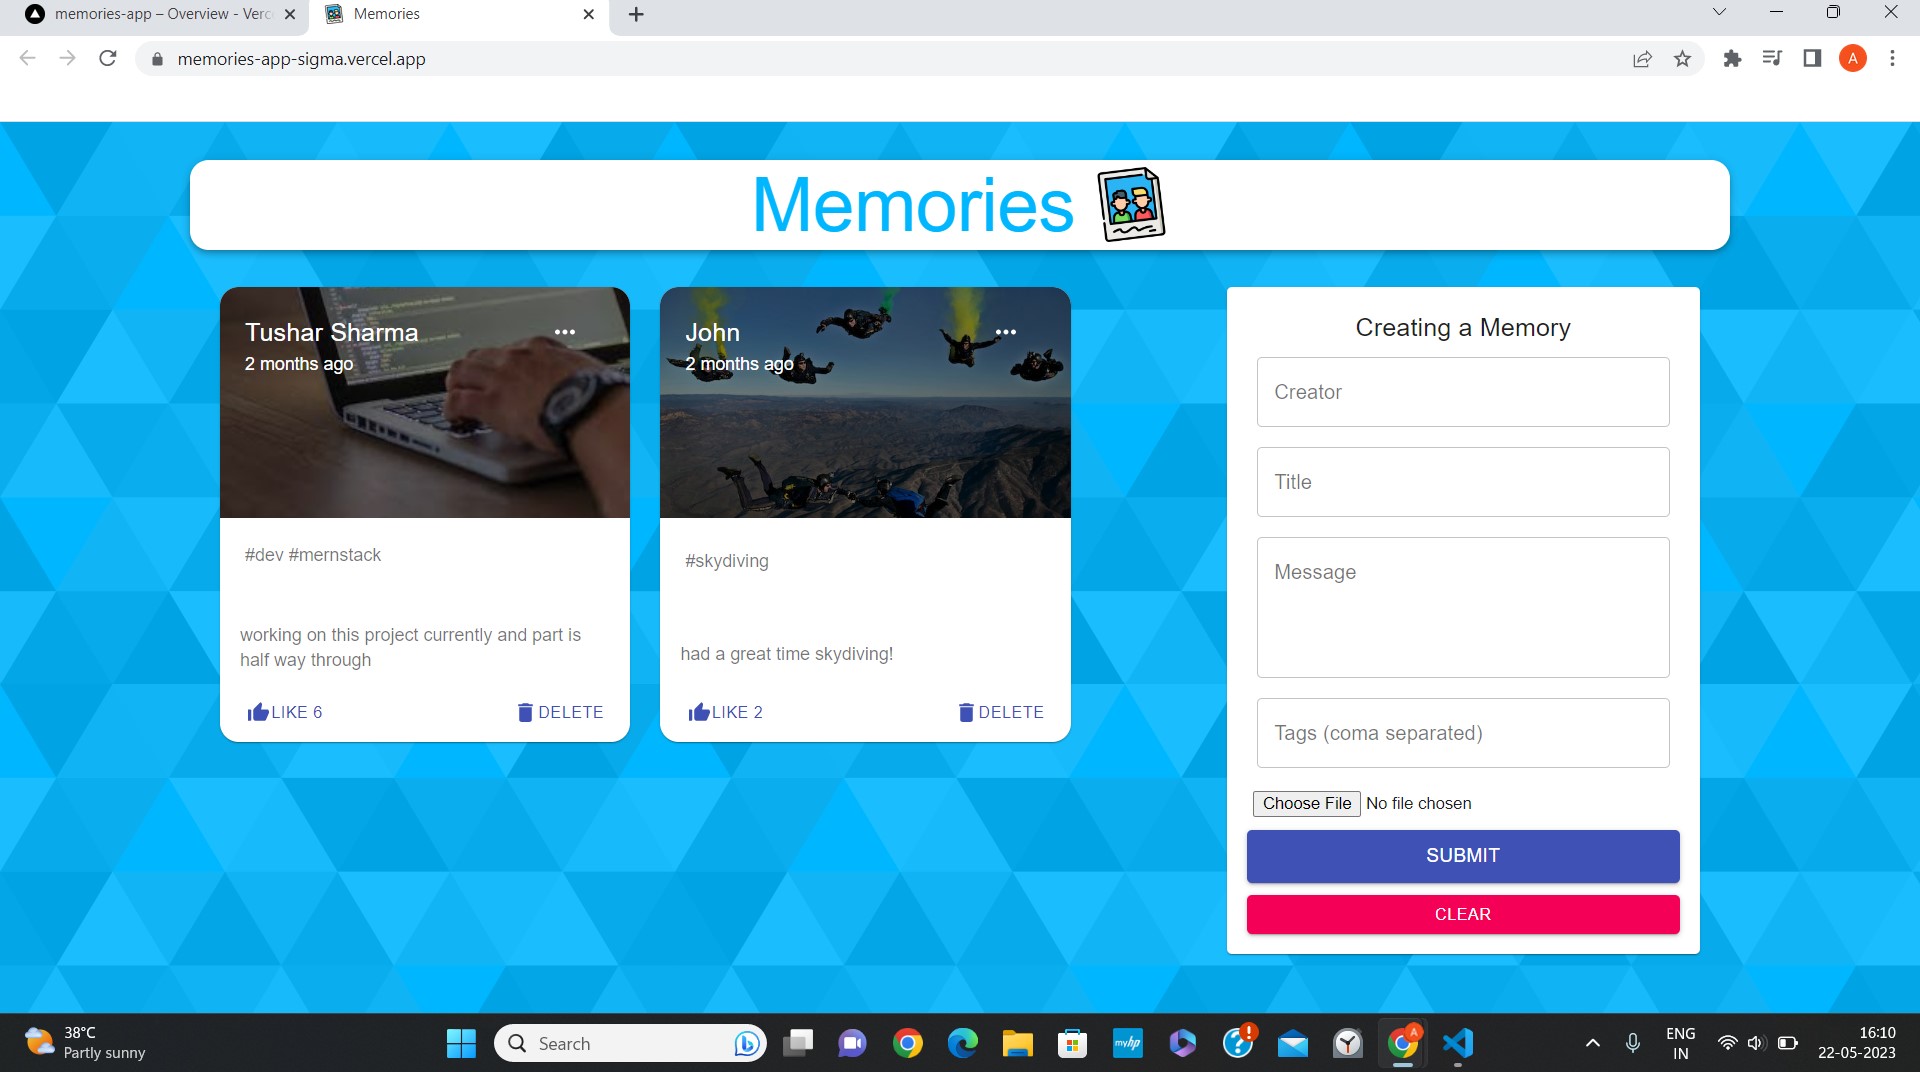 memories-app – Overview - Verc
Memories
memories-app-sigma.vercel.app
A
Memories
Tushar Sharma
2 months ago
#dev #mernstack
working on this project currently and part is
half way through
LIKE 6
DELETE
John
2 months ago
#skydiving
had a great time skydiving!
LIKE 2
DELETE
Creating a Memory
Creator
Title
Message
Tags (coma separated)
Choose File No file chosen
SUBMIT
CLEAR
38°C
Partly sunny
Search
myhp
A
ENG
IN
16:10
22-05-2023